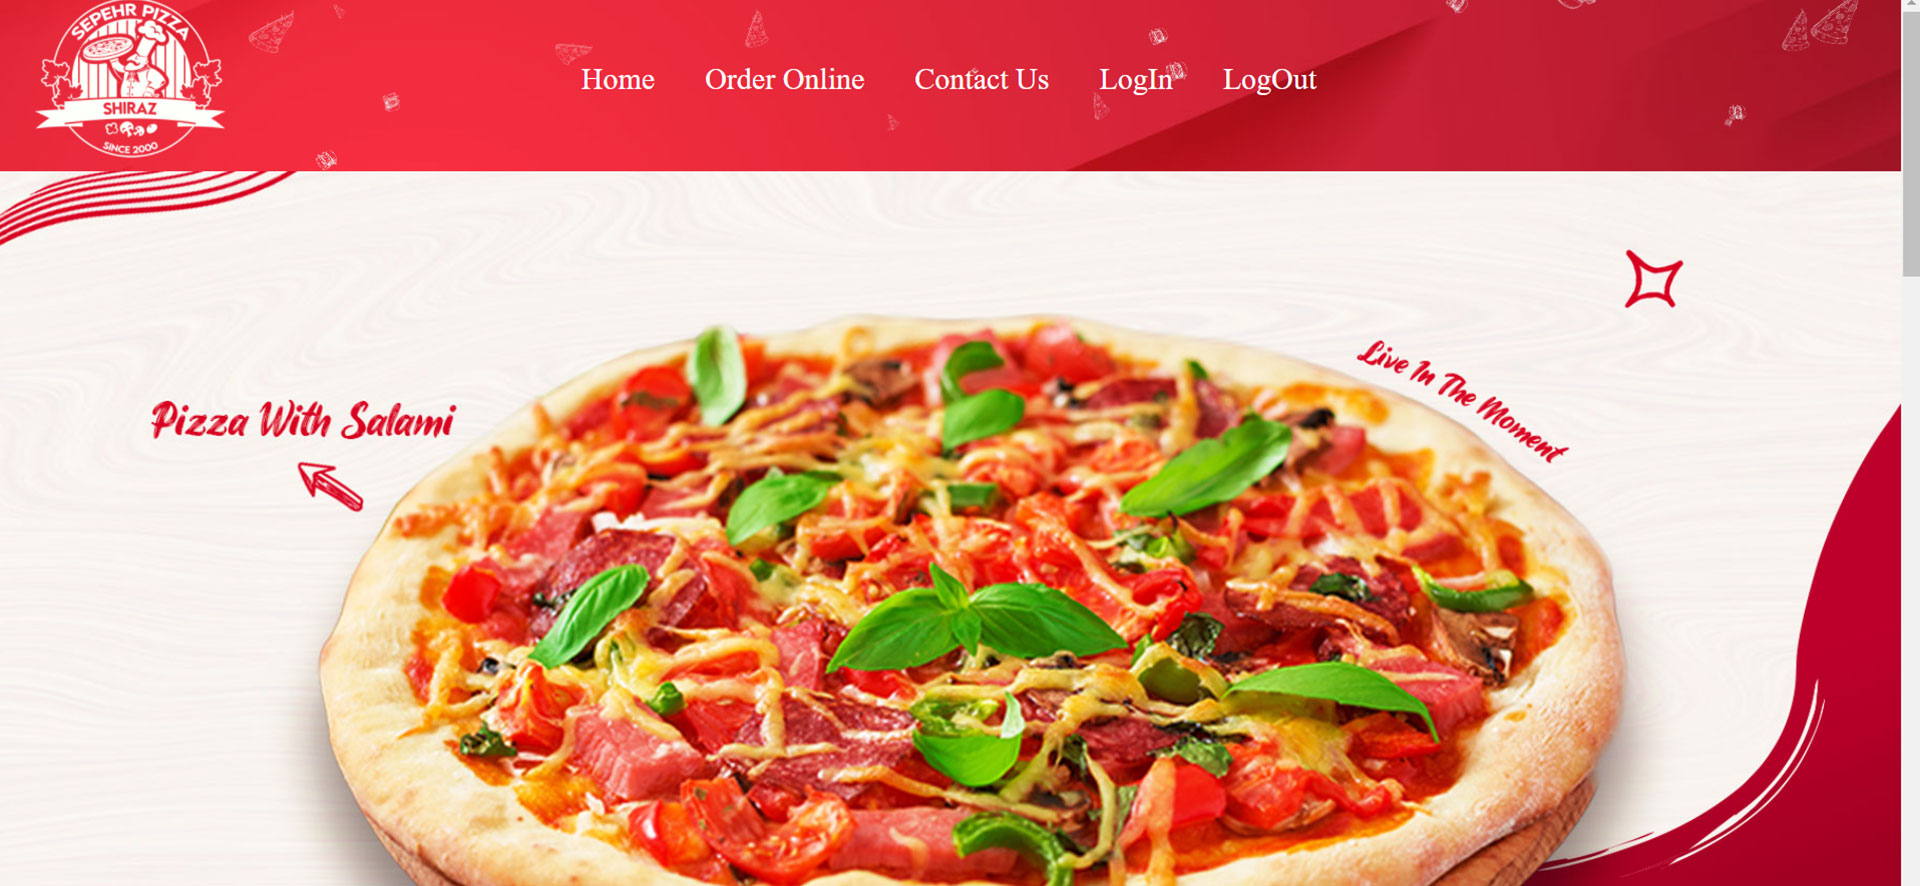 SEPEHR PIZZA
SHIRAZ
SINCE 2000
Home Order Online Contact Us LogIn LogOut
Live In The Moment
Pizza With Salami